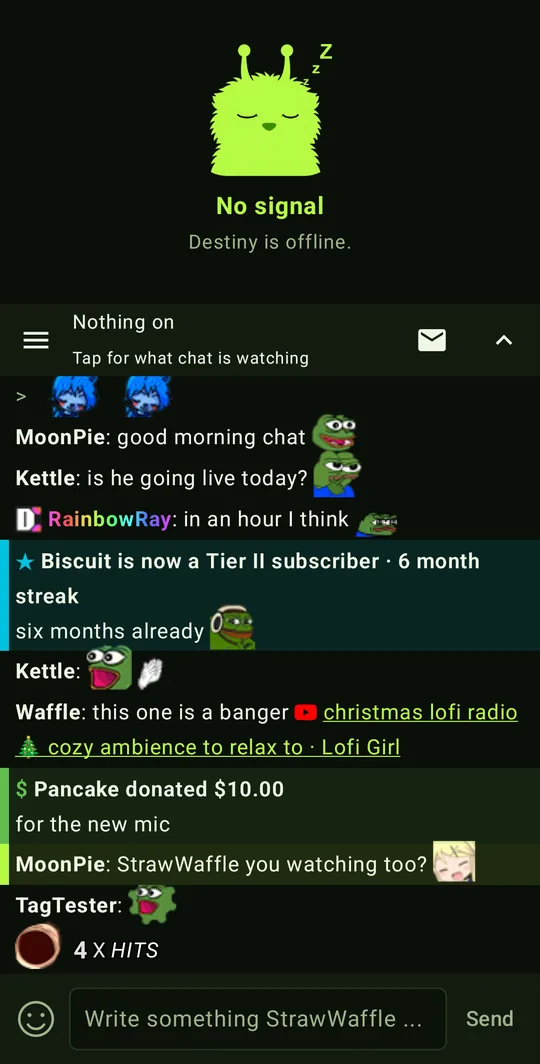 z z Z
No signal
Destiny is offline.
Nothing on
Tap for what chat is watching
>
MoonPie: good morning chat
Kettle: is he going live today?
D RainbowRay: in an hour I think
★ Biscuit is now a Tier II subscriber · 6 month
streak
six months already
Kettle:
Waffle: this one is a banger christmas lofi radio
🎄 cozy ambience to relax to · Lofi Girl
$ Pancake donated $10.00
for the new mic
MoonPie: StrawWaffle you watching too?
TagTester:
4 X HITS
Write something StrawWaffle ...
Send